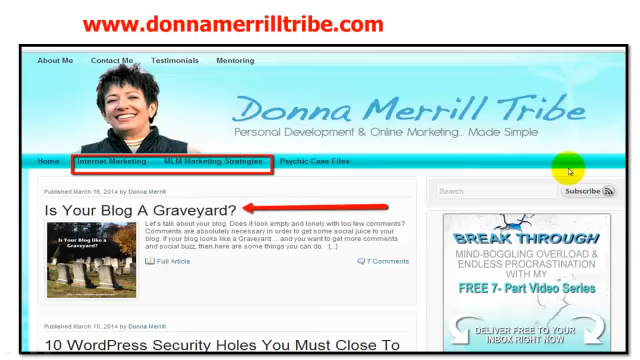 www.donnamerrilltribe.com
About Me Contact Me Testimonials Mentoring
Donna Merrill Tribe
Personal Development & Online Marketing... Made Simple
Home Internet Marketing MLM Marketing Strategies Psychic Case Files
Published March 15, 2014 by Donna Merrill
Is Your Blog A Graveyard?
Is Your Blog like a
Graveyard
Let's talk about your blog. Does it look empty and lonely with too few comments?
Comments are absolutely necessary in order to get some social juice to your
blog. If your blog looks like a Graveyard... and you want to get more comments
and social buzz, then here are some things you can do. [...]
Full Article 7 Comments
Published March 10, 2014 by Donna Merrill
10 WordPress Security Holes You Must Close To
Search Subscribe
BREAK THROUGH
MIND-BOGGLING OVERLOAD &
ENDLESS PROCRASTINATION
WITH MY
FREE 7- Part Video Series
DELIVER FREE TO YOUR
INBOX RIGHT NOW